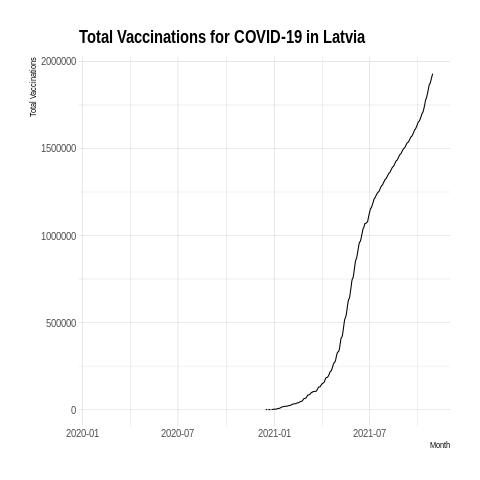 Total Vaccinations for COVID-19 in Latvia
Total Vaccinations
2000000
1500000
1000000
500000
0
2020-01 2020-07 2021-01 2021-07
Month